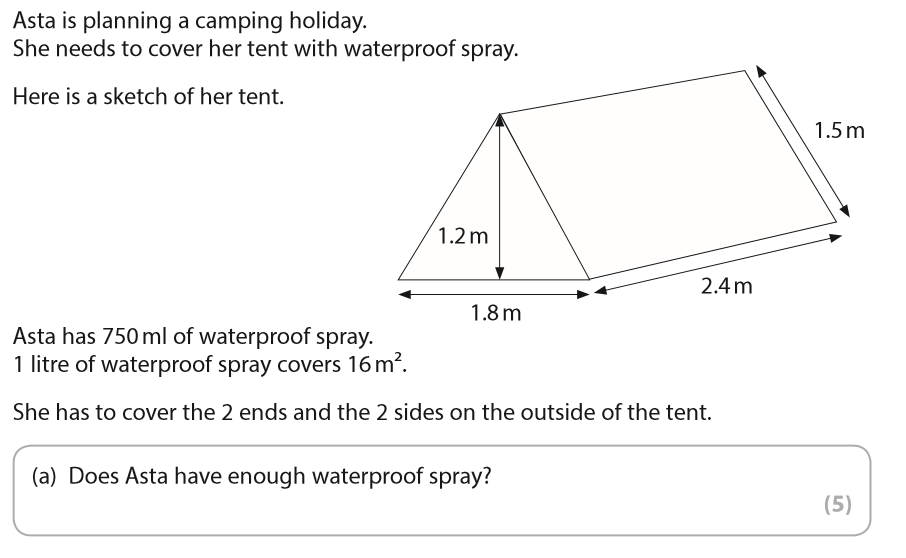 Asta is planning a camping holiday.
She needs to cover her tent with waterproof spray.
Here is a sketch of her tent.
1.5 m
1.2 m
2.4 m
1.8 m
Asta has 750 ml of waterproof spray.
1 litre of waterproof spray covers 16 m².
She has to cover the 2 ends and the 2 sides on the outside of the tent.
(a) Does Asta have enough waterproof spray?
(5)